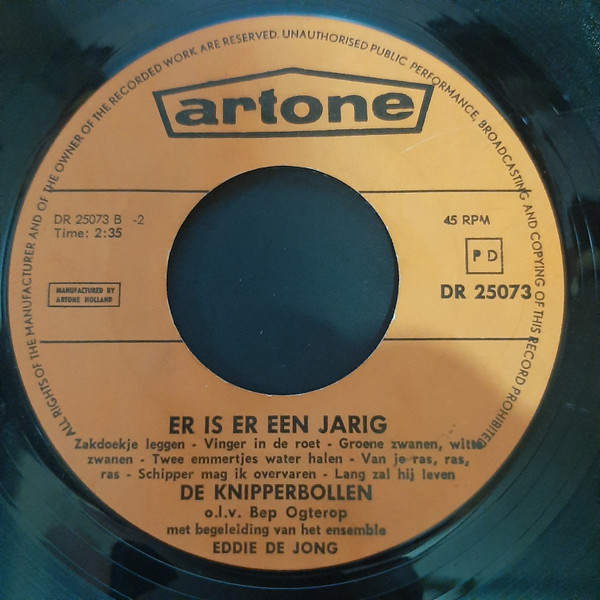 ALL RIGHTS OF THE MANUFACTURER AND OF THE OWNER OF THE RECORDED WORK ARE RESERVED. UNAUTHORISED PUBLIC PERFORMANCE, BROADCASTING AND COPYING OF THIS RECORD PROHIBITED
artone
DR 25073 B -2
Time: 2:35
45 RPM
PD
MANUFACTURED BY
ARTONE HOLLAND
DR 25073
ER IS ER EEN JARIG
Zakdoekje leggen - Vinger in de roet - Groene zwanen, witte
zwanen - Twee emmertjes water halen - Van je ras, ras,
ras - Schipper mag ik overvaren - Lang zal hij leven
DE KNIPPERBOLLEN
o.l.v. Bep Ogterop
met begeleiding van het ensemble
EDDIE DE JONG